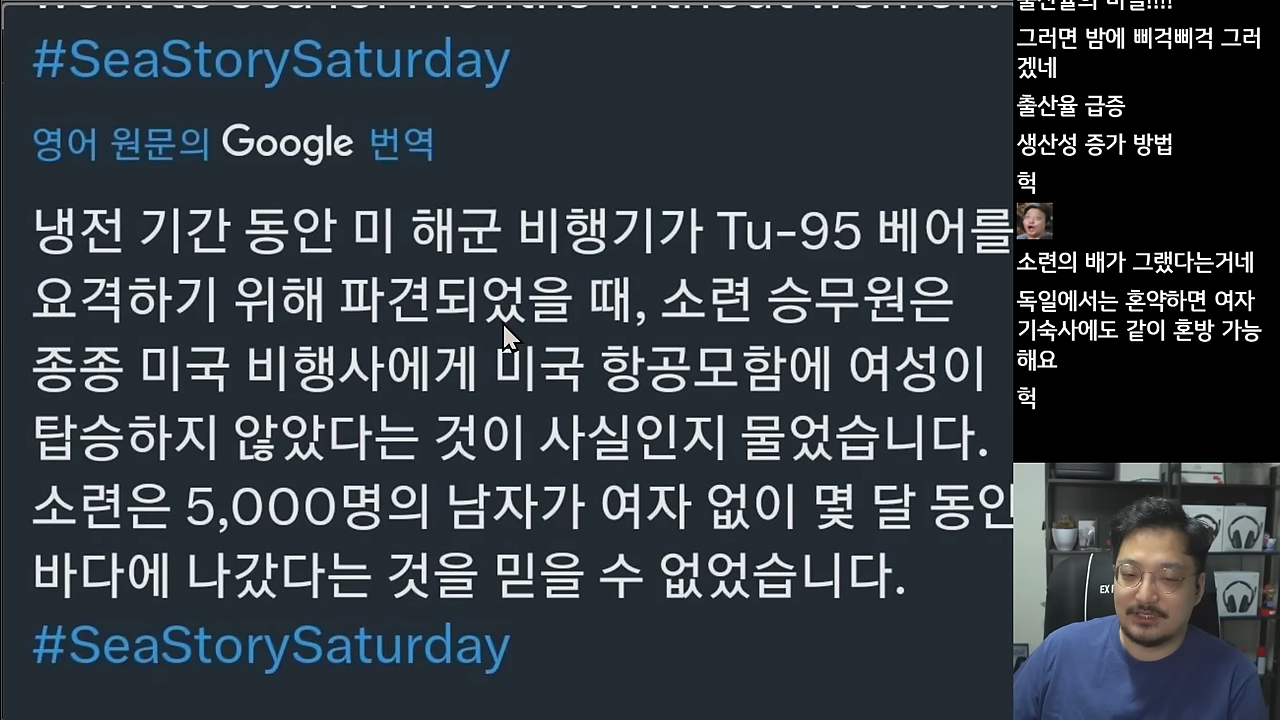 #SeaStorySaturday
영어 원문의 Google 번역
냉전 기간 동안 미 해군 비행기가 Tu-95 베어를
요격하기 위해 파견되었을 때, 소련 승무원은
종종 미국 비행사에게 미국 항공모함에 여성이
탑승하지 않았다는 것이 사실인지 물었습니다.
소련은 5,000명의 남자가 여자 없이 몇 달 동안
바다에 나갔다는 것을 믿을 수 없었습니다.
#SeaStorySaturday
그러면 밤에 삐걱삐걱 그러
겠네
출산율 급증
생산성 증가 방법
헉
소련의 배가 그랬다는거네
독일에서는 혼약하면 여자
기숙사에도 같이 혼방 가능
해요
헉